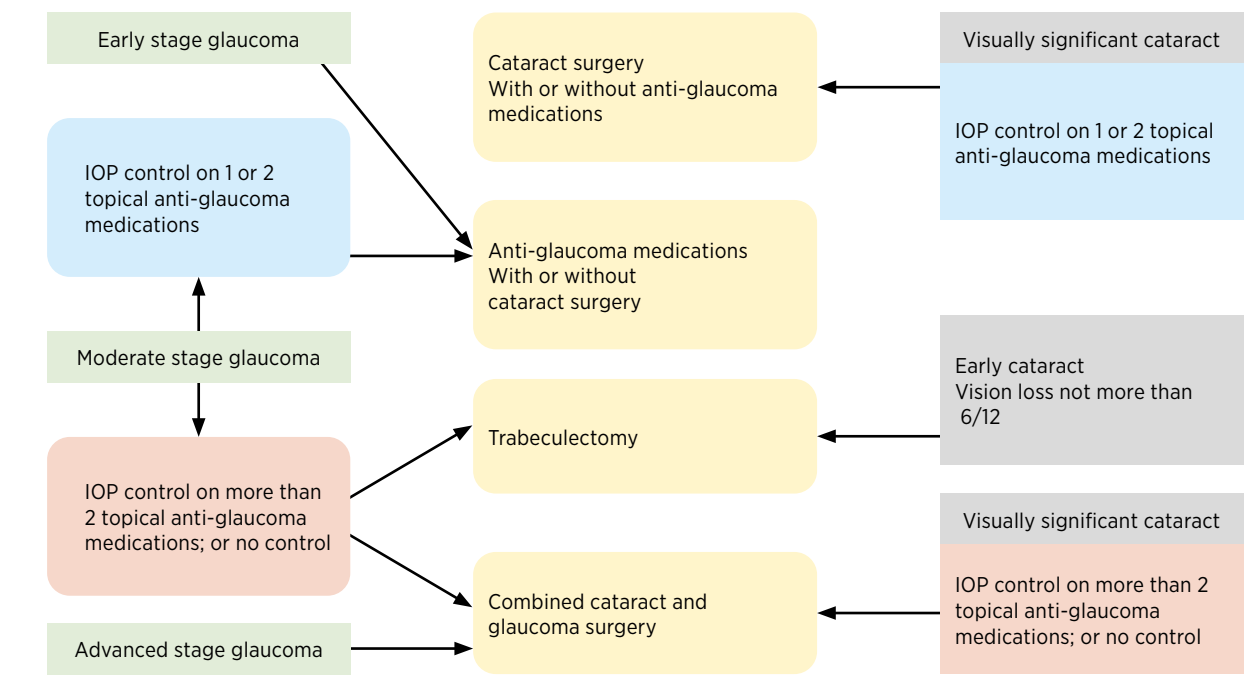 Early stage glaucoma
IOP control on 1 or 2
topical anti-glaucoma
medications
Moderate stage glaucoma
IOP control on more than
2 topical anti-glaucoma
medications; or no control
Advanced stage glaucoma
Cataract surgery
With or without anti-glaucoma
medications
Anti-glaucoma medications
With or without
cataract surgery
Trabeculectomy
Combined cataract and
glaucoma surgery
Visually significant cataract
IOP control on 1 or 2 topical
anti-glaucoma medications
Early cataract
Vision loss not more than
6/12
Visually significant cataract
IOP control on more than 2
topical anti-glaucoma
medications; or no control